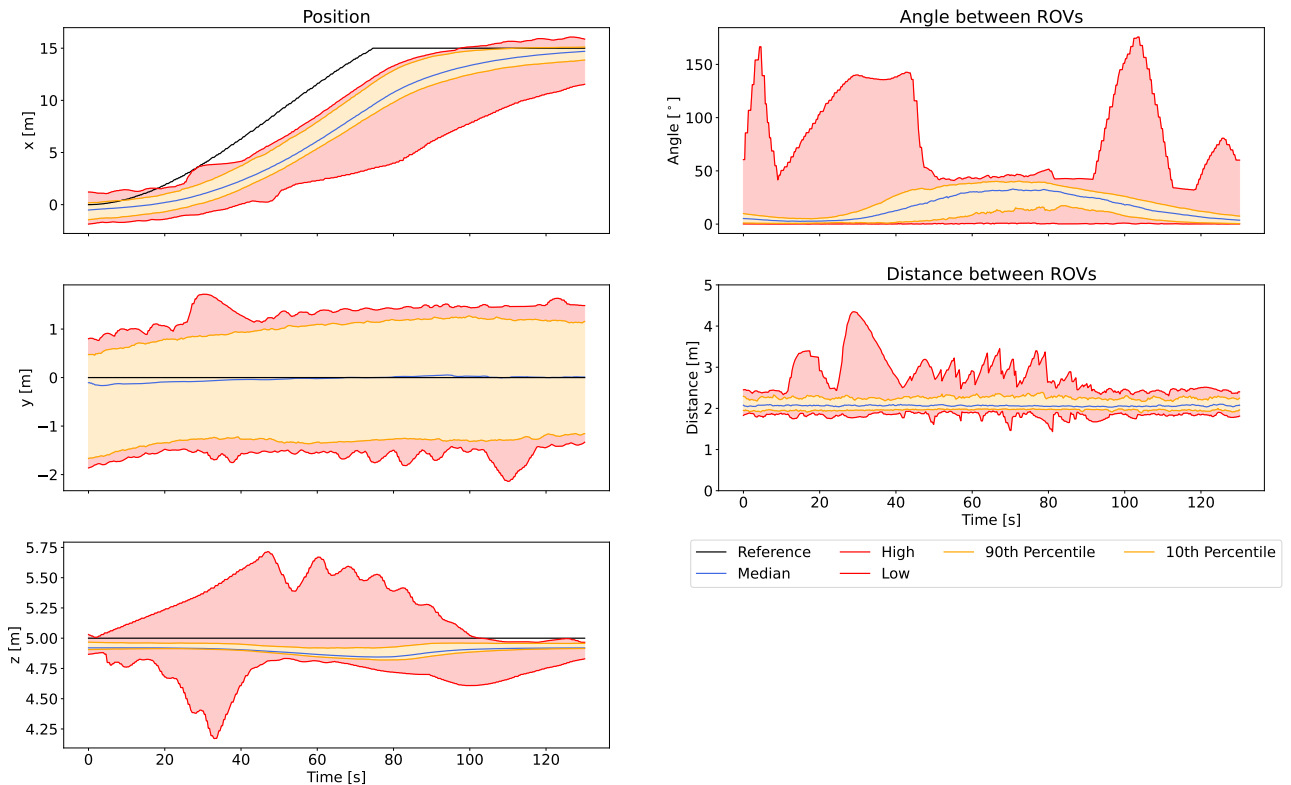 Position
15
10
5
0
x [m]
Angle between ROVs
150
100
50
0
Angle [°]
1
0
−1
−2
y [m]
Distance between ROVs
5
4
3
2
1
0
Distance [m]
0 20 40 60 80 100 120
Time [s]
5.75
5.50
5.25
5.00
4.75
4.50
4.25
z [m]
0 20 40 60 80 100 120
Time [s]
Reference High 90th Percentile 10th Percentile
Median Low